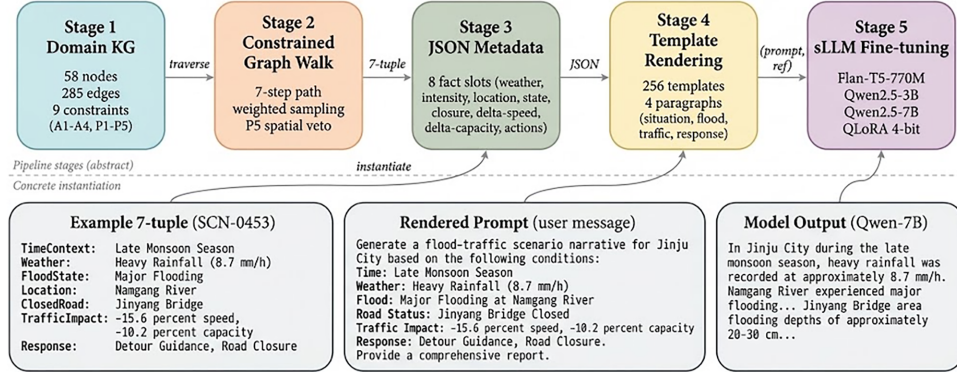 Stage 1
Domain KG
58 nodes
285 edges
9 constraints
(A1-A4, P1-P5)
traverse
Stage 2
Constrained
Graph Walk
7-step path
weighted sampling
P5 spatial veto
7-tuple
Stage 3
JSON Metadata
8 fact slots (weather,
intensity, location, state,
closure, delta-speed,
delta-capacity, actions)
JSON
Stage 4
Template
Rendering
256 templates
4 paragraphs
(situation, flood,
traffic, response)
(prompt,
ref)
Stage 5
sLLM Fine-tuning
Flan-T5-770M
Qwen2.5-3B
Qwen2.5-7B
QLoRA 4-bit
Pipeline stages (abstract)
instantiate
Concrete instantiation
Example 7-tuple (SCN-0453)
TimeContext: Late Monsoon Season
Weather: Heavy Rainfall (8.7 mm/h)
FloodState: Major Flooding
Location: Namgang River
ClosedRoad: Jinyang Bridge
TrafficImpact: -15.6 percent speed,
-10.2 percent capacity
Response: Detour Guidance, Road Closure
Rendered Prompt (user message)
Generate a flood-traffic scenario narrative for Jinju
City based on the following conditions:
Time: Late Monsoon Season
Weather: Heavy Rainfall (8.7 mm/h)
Flood: Major Flooding at Namgang River
Road Status: Jinyang Bridge Closed
Traffic Impact: -15.6 percent speed, -10.2 percent capacity
Response: Detour Guidance, Road Closure.
Provide a comprehensive report.
Model Output (Qwen-7B)
In Jinju City during the late
monsoon season, heavy rainfall was
recorded at approximately 8.7 mm/h.
Namgang River experienced major
flooding... Jinyang Bridge area
flooding depths of approximately
20-30 cm...